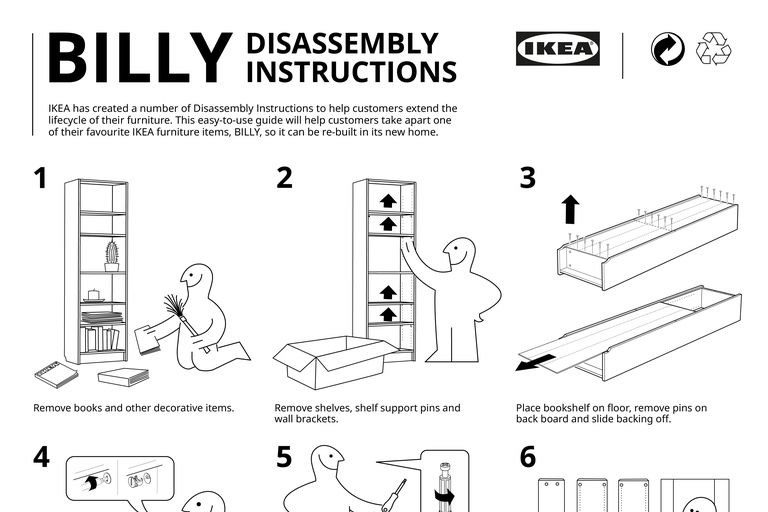 BILLY
DISASSEMBLY
INSTRUCTIONS
IKEA
IKEA has created a number of Disassembly Instructions to help customers extend the
lifecycle of their furniture. This easy-to-use guide will help customers take apart one
of their favourite IKEA furniture items, BILLY, so it can be re-built in its new home.
1
2
3
Remove books and other decorative items.
Remove shelves, shelf support pins and
wall brackets.
Place bookshelf on floor, remove pins on
back board and slide backing off.
4
5
6